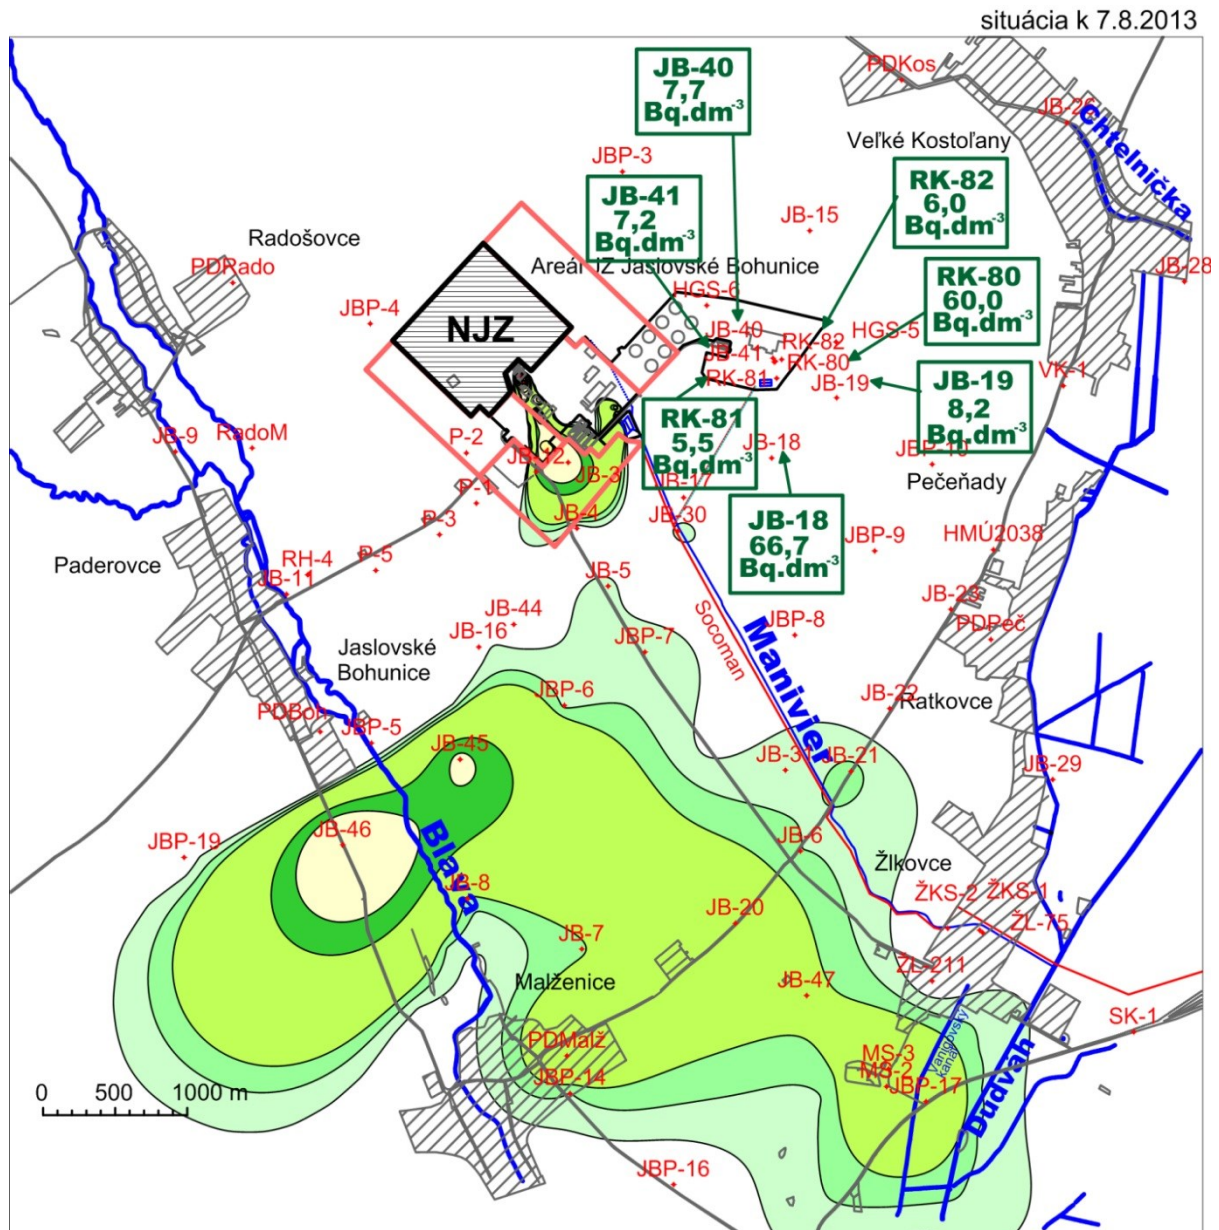 situácia k 7.8.2013
JB-40
7,7
Bq.dm-3
PDKos
JB-26
Chtelnička
Veľké Kostoľany
JBP-3
JB-41
7,2
Bq.dm-3
RK-82
6,0
Bq.dm-3
JB-15
Radošovce
PDRado
Areál JZ Jaslovské Bohunice
HGS-6
RK-80
60,0
Bq.dm-3
JB-28
JBP-4
NJZ
JB-40
RK-82
HGS-5
JB-41
RK-80
RK-81
JB-19
JB-19
8,2
Bq.dm-3
VK-1
RK-81
5,5
Bq.dm-3
JB-9
RadoM
P-2
JB-12
JB-3
JB-18
JBP-10
Pečeňady
P-1
JB-17
JB-4
JB-30
JB-18
66,7
Bq.dm-3
P-3
JBP-9
HMÚ2038
Paderovce
RH-4
P-5
JB-11
JB-5
JB-23
JB-44
JB-16
JBP-7
Socoman
Manivier
JBP-8
PDPeč
Jaslovské
Bohunice
JBP-6
JB-22
Ratkovce
PDBoh
JBP-5
JB-45
JB-31
JB-21
JB-29
JB-46
JBP-19
Blava
JB-6
Žlkovce
JB-8
ŽKS-2
ŽKS-1
JB-20
ŽL-75
JB-7
Malženice
JB-47
ŽL-211
SK-1
PDMalž
MS-3
MS-2
Vanigovský
kanál
JBP-14
JBP-17
Dudváh
0
500
1000 m
JBP-16